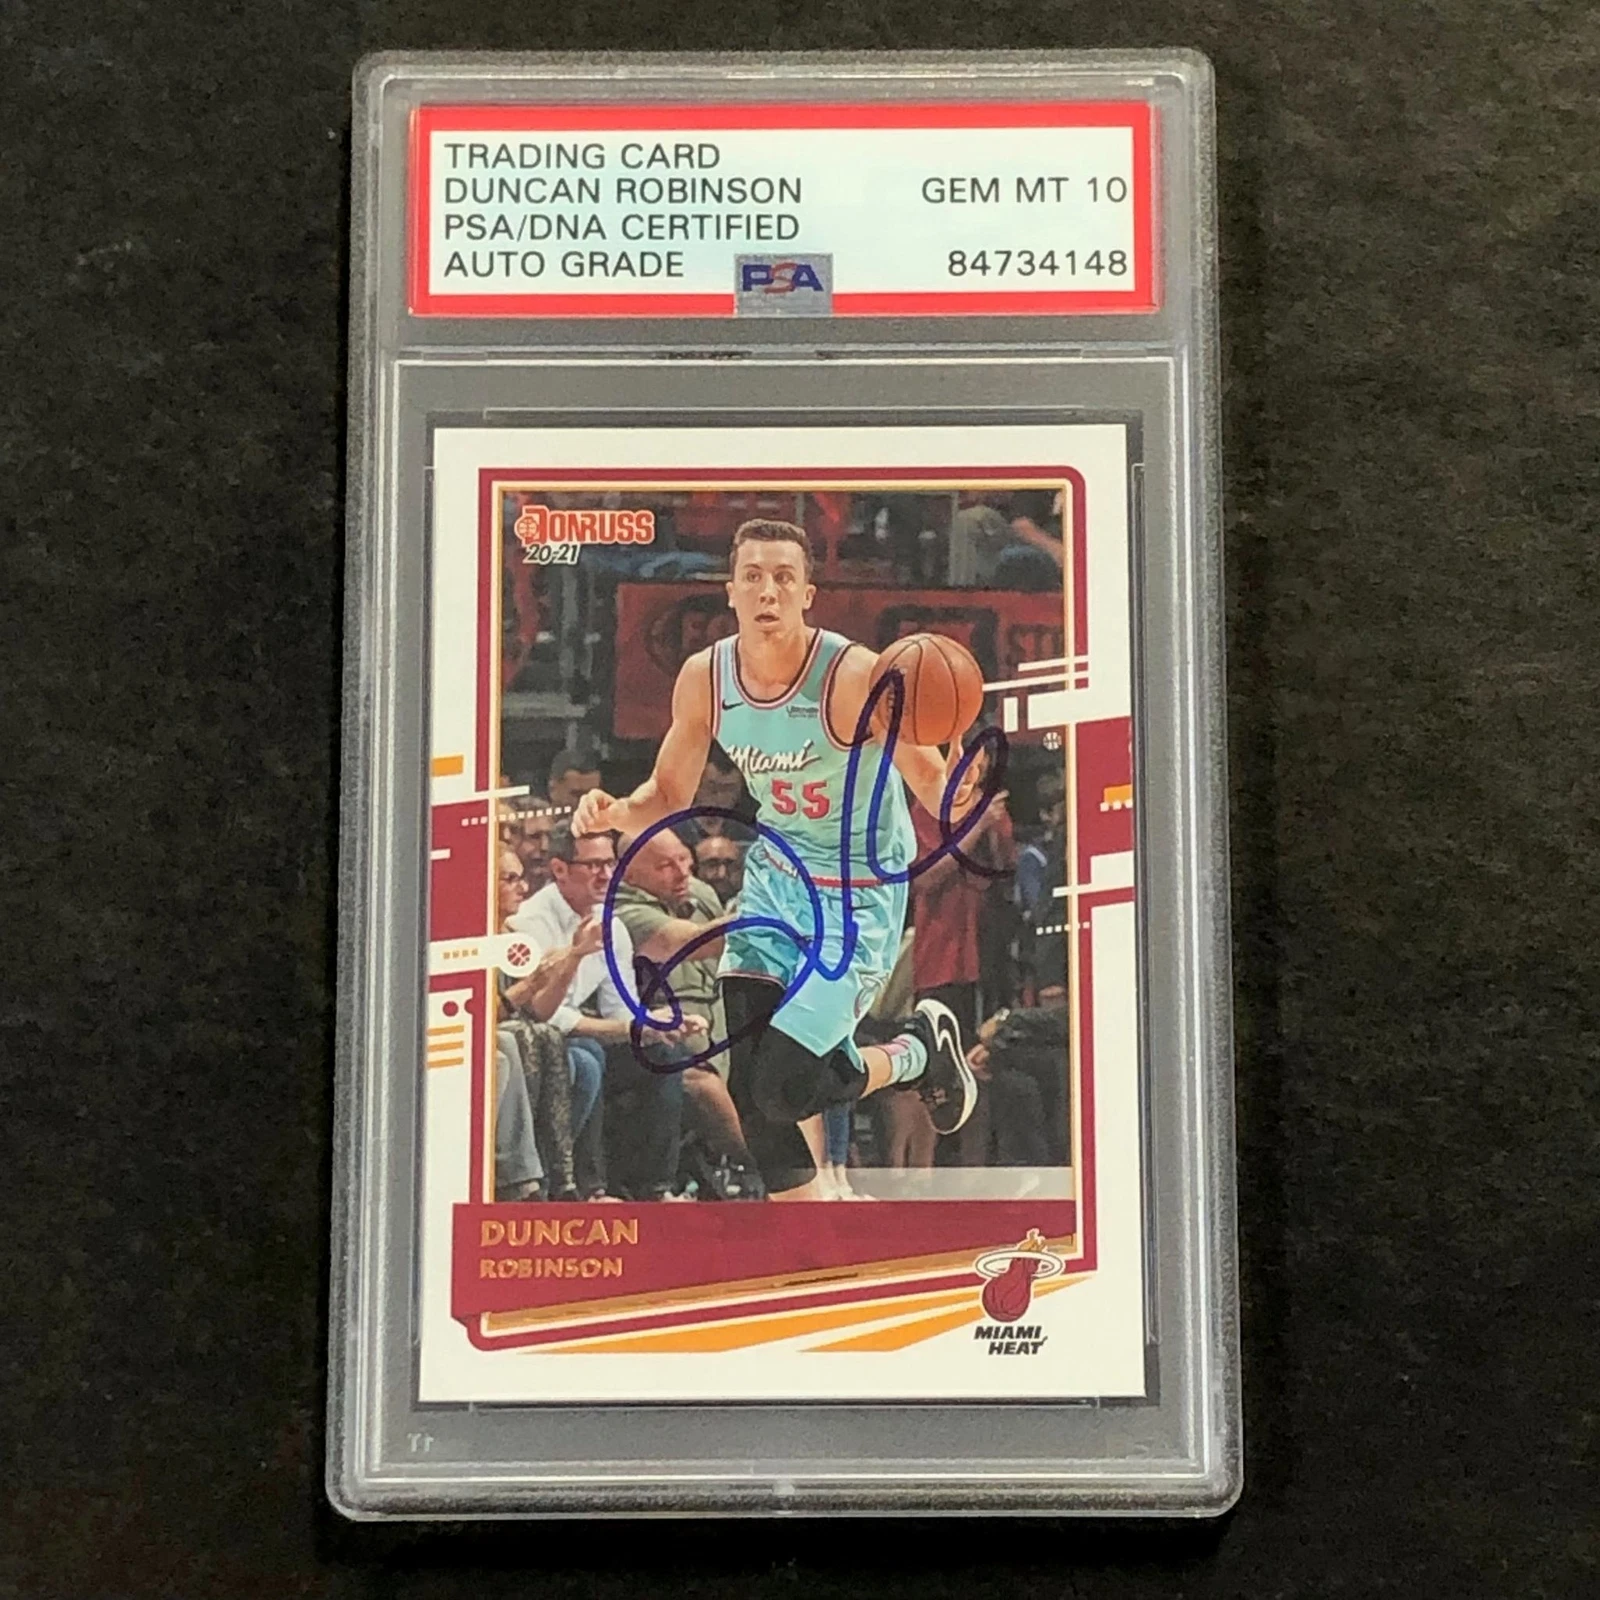 TRADING CARD
DUNCAN ROBINSON
GEM MT 10
PSA/DNA CERTIFIED
AUTO GRADE
84734148
PSA
DONRUSS
20-21
Miami
55
DUNCAN
ROBINSON
MIAMI
HEAT